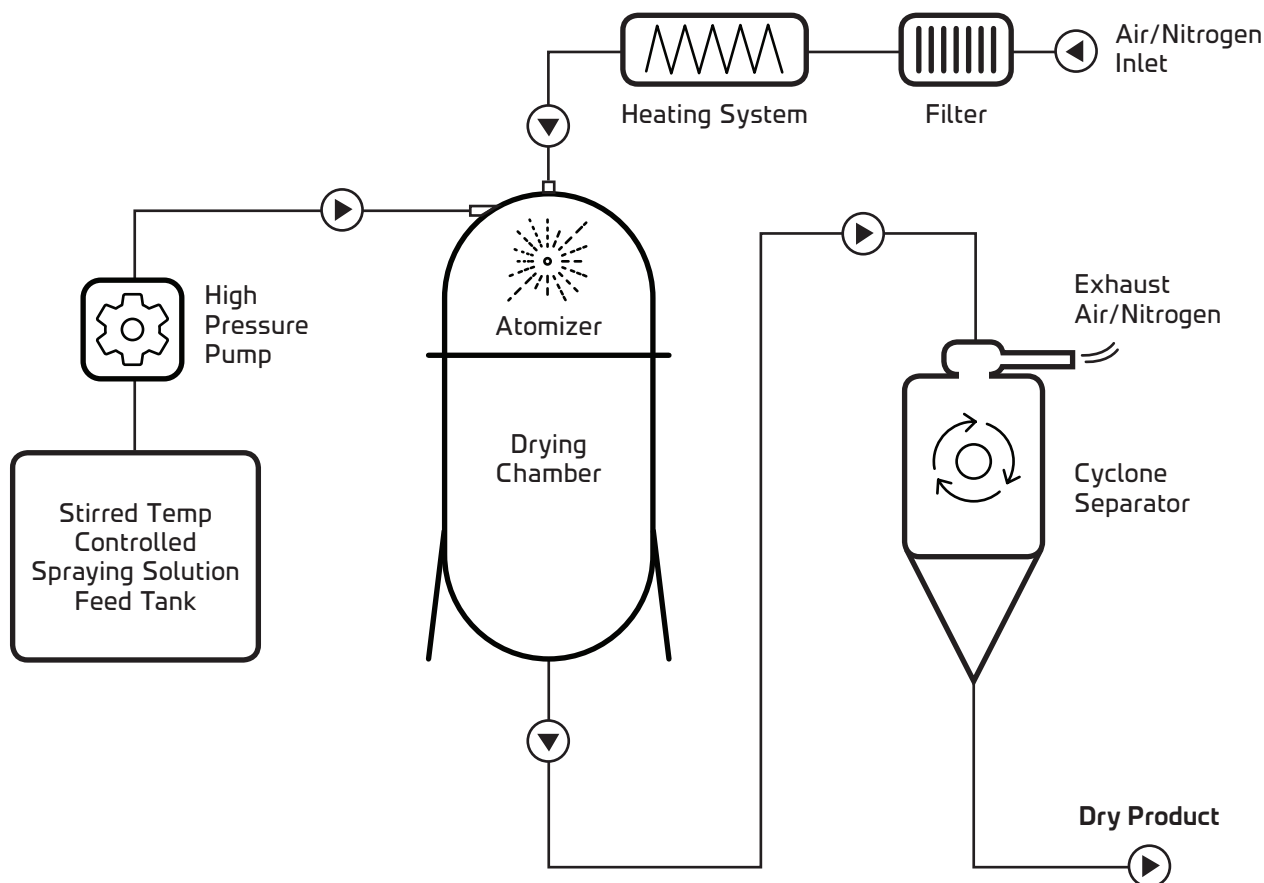 Air/Nitrogen
Inlet
Heating System
Filter
High
Pressure
Pump
Atomizer
Exhaust
Air/Nitrogen
Drying
Chamber
Cyclone
Separator
Stirred Temp
Controlled
Spraying Solution
Feed Tank
Dry Product